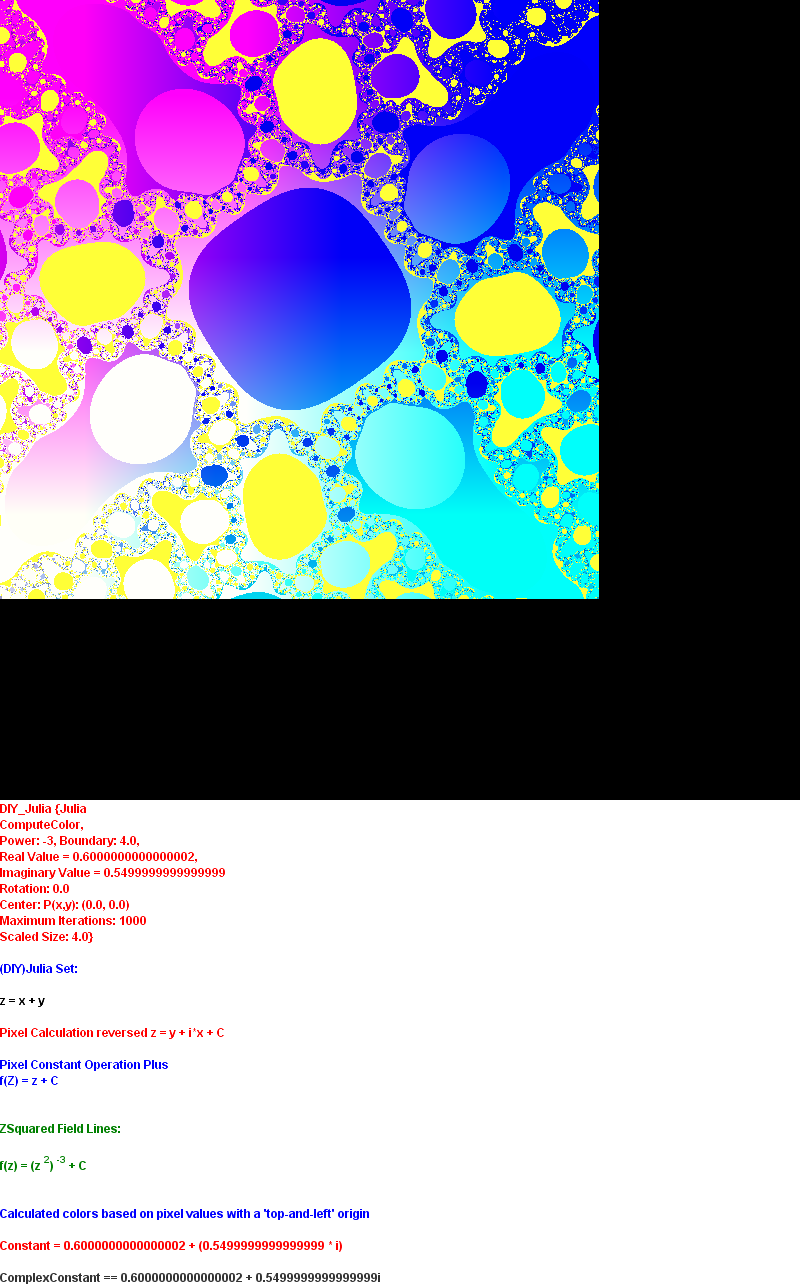 DIY_Julia {Julia
ComputeColor,
Power: -3, Boundary: 4.0,
Real Value = 0.6000000000000002,
Imaginary Value = 0.5499999999999999
Rotation: 0.0
Center: P(x,y): (0.0, 0.0)
Maximum Iterations: 1000
Scaled Size: 4.0}
(DIY)Julia Set:
z = x + y
Pixel Calculation reversed z = y + i*x + C
Pixel Constant Operation Plus
f(Z) = z + C
ZSquared Field Lines:
f(z) = (z 2) -3 + C
Calculated colors based on pixel values with a 'top-and-left' origin
Constant = 0.6000000000000002 + (0.5499999999999999 * i)
ComplexConstant == 0.6000000000000002 + 0.5499999999999999i